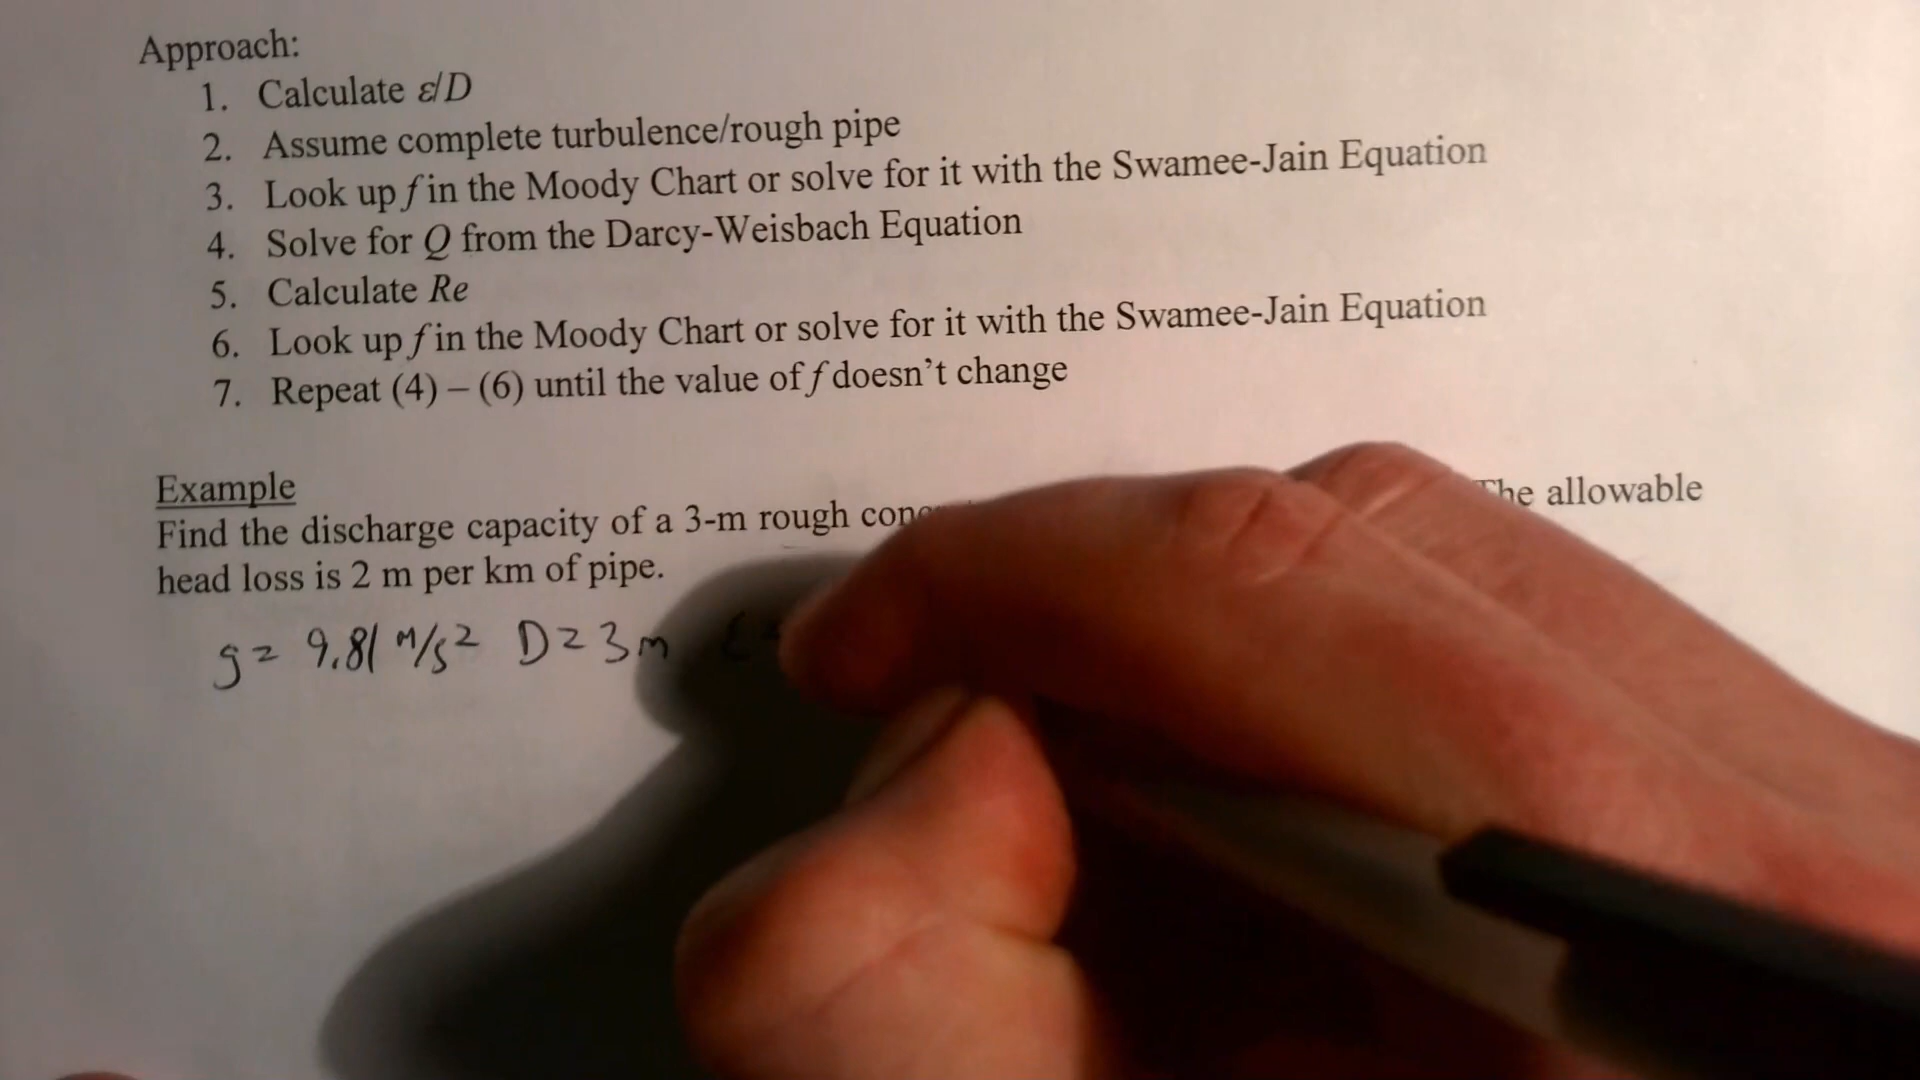 Approach:
1. Calculate ε/D
2. Assume complete turbulence/rough pipe
3. Look up f in the Moody Chart or solve for it with the Swamee-Jain Equation
4. Solve for Q from the Darcy-Weisbach Equation
5. Calculate Re
6. Look up f in the Moody Chart or solve for it with the Swamee-Jain Equation
7. Repeat (4) – (6) until the value of f doesn't change
Example
Find the discharge capacity of a 3-m rough The allowable
head loss is 2 m per km of pipe.
g = 9.81 m/s² D = 3m ε =